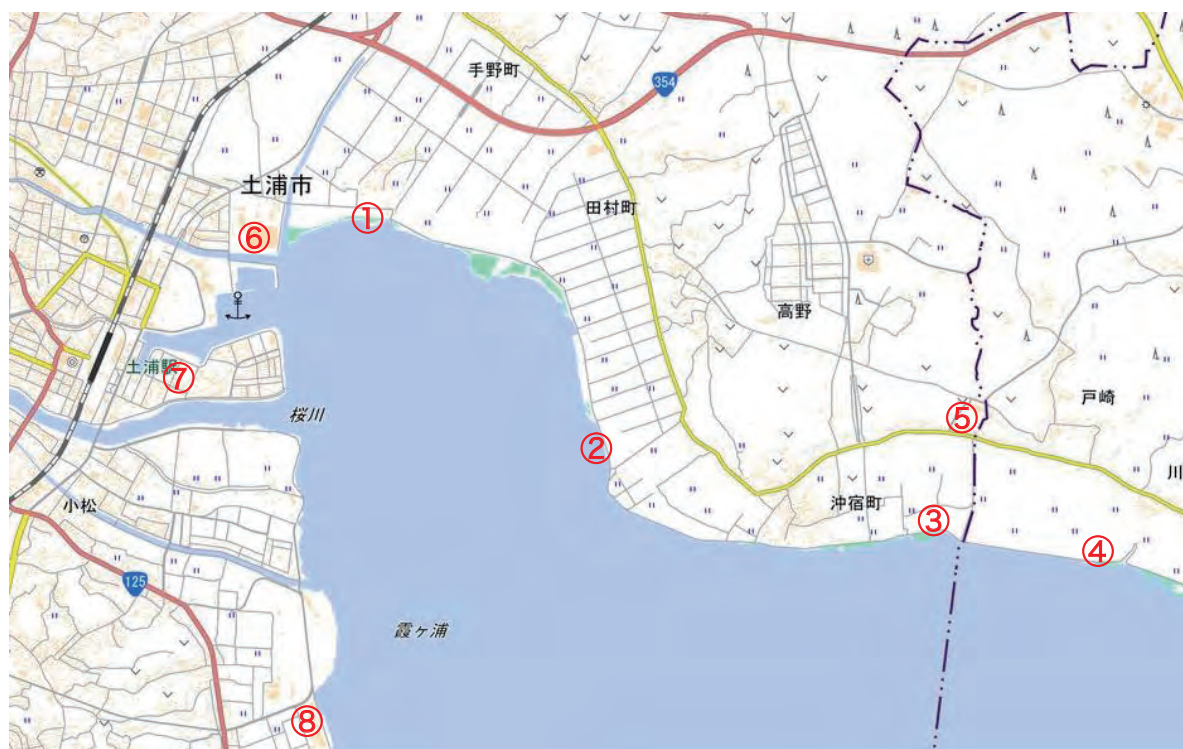 手野町
354
土浦市
田村町
①
⑥
高野
土浦駅
⑦
戸崎
桜川
⑤
②
川
小松
沖宿町
③
④
125
霞ヶ浦
⑧